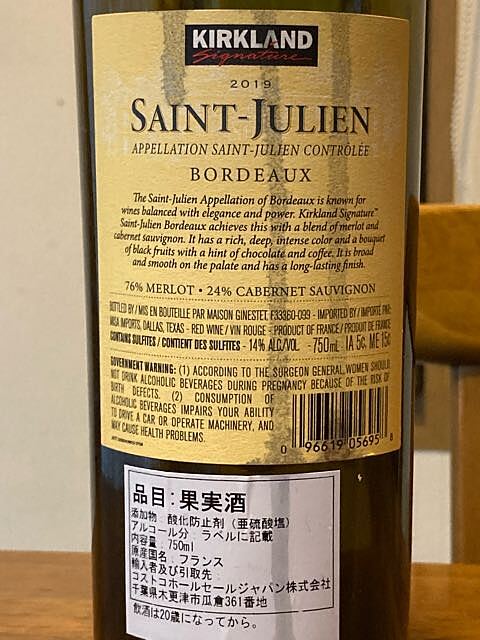 KIRKLAND
Signature
2019
SAINT-JULIEN
APPELLATION SAINT-JULIEN CONTRÔLÉE
BORDEAUX
The Saint-Julien Appellation of Bordeaux is known for
wines balanced with elegance and power. Kirkland Signature™
Saint-Julien Bordeaux achieves this with a blend of merlot and
cabernet sauvignon. It has a rich, deep, intense color and a bouquet
of black fruits with a hint of chocolate and coffee. It is broad
and smooth on the palate and has a long-lasting finish.
76% MERLOT • 24% CABERNET SAUVIGNON
BOTTLED BY / MIS EN BOUTEILLE PAR MAISON GINESTET, F33360-099 - IMPORTED BY / IMPORTE PAR:
MISA IMPORTS, DALLAS, TEXAS - RED WINE / VIN ROUGE - PRODUCT OF FRANCE / PRODUIT DE FRANCE
CONTAINS SULFITES / CONTIENT DES SULFITES - 14% ALC/VOL - 750mL IA 5¢, ME 15¢
GOVERNMENT WARNING: (1) ACCORDING TO THE SURGEON GENERAL, WOMEN SHOULD
NOT DRINK ALCOHOLIC BEVERAGES DURING PREGNANCY BECAUSE OF THE RISK OF
BIRTH DEFECTS. (2) CONSUMPTION OF
ALCOHOLIC BEVERAGES IMPAIRS YOUR ABILITY
TO DRIVE A CAR OR OPERATE MACHINERY, AND
MAY CAUSE HEALTH PROBLEMS.
0 96619 05695 8
品目:果実酒
添加物 酸化防止剤(亜硫酸塩)
アルコール分 ラベルに記載
内容量 750ml
原産国名 フランス
輸入者及び引取先
コストコホールセールジャパン株式会社
千葉県木更津市瓜倉361番地
飲酒は20歳になってから。